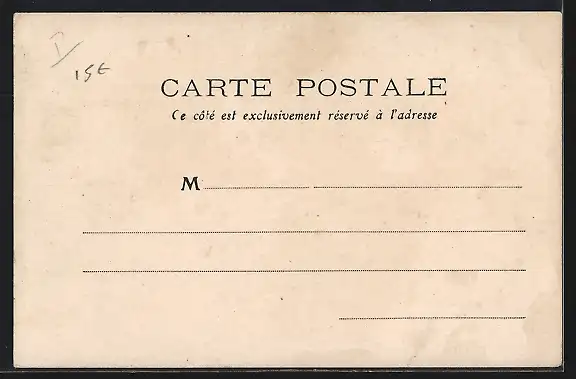 15€
CARTE POSTALE
Ce côté est exclusivement réservé à l'adresse
M